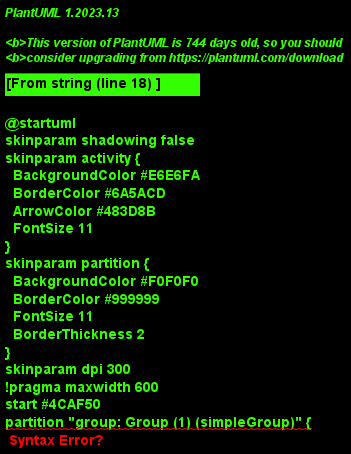 PlantUML 1.2023.13
<b>This version of PlantUML is 744 days old, so you should
<b>consider upgrading from https://plantuml.com/download
[From string (line 18) ]
@startuml
skinparam shadowing false
skinparam activity {
BackgroundColor #E6E6FA
BorderColor #6A5ACD
ArrowColor #483D8B
FontSize 11
}
skinparam partition {
BackgroundColor #F0F0F0
BorderColor #999999
FontSize 11
BorderThickness 2
}
skinparam dpi 300
!pragma maxwidth 600
start #4CAF50
partition "group: Group (1) (simpleGroup)" {
Syntax Error?